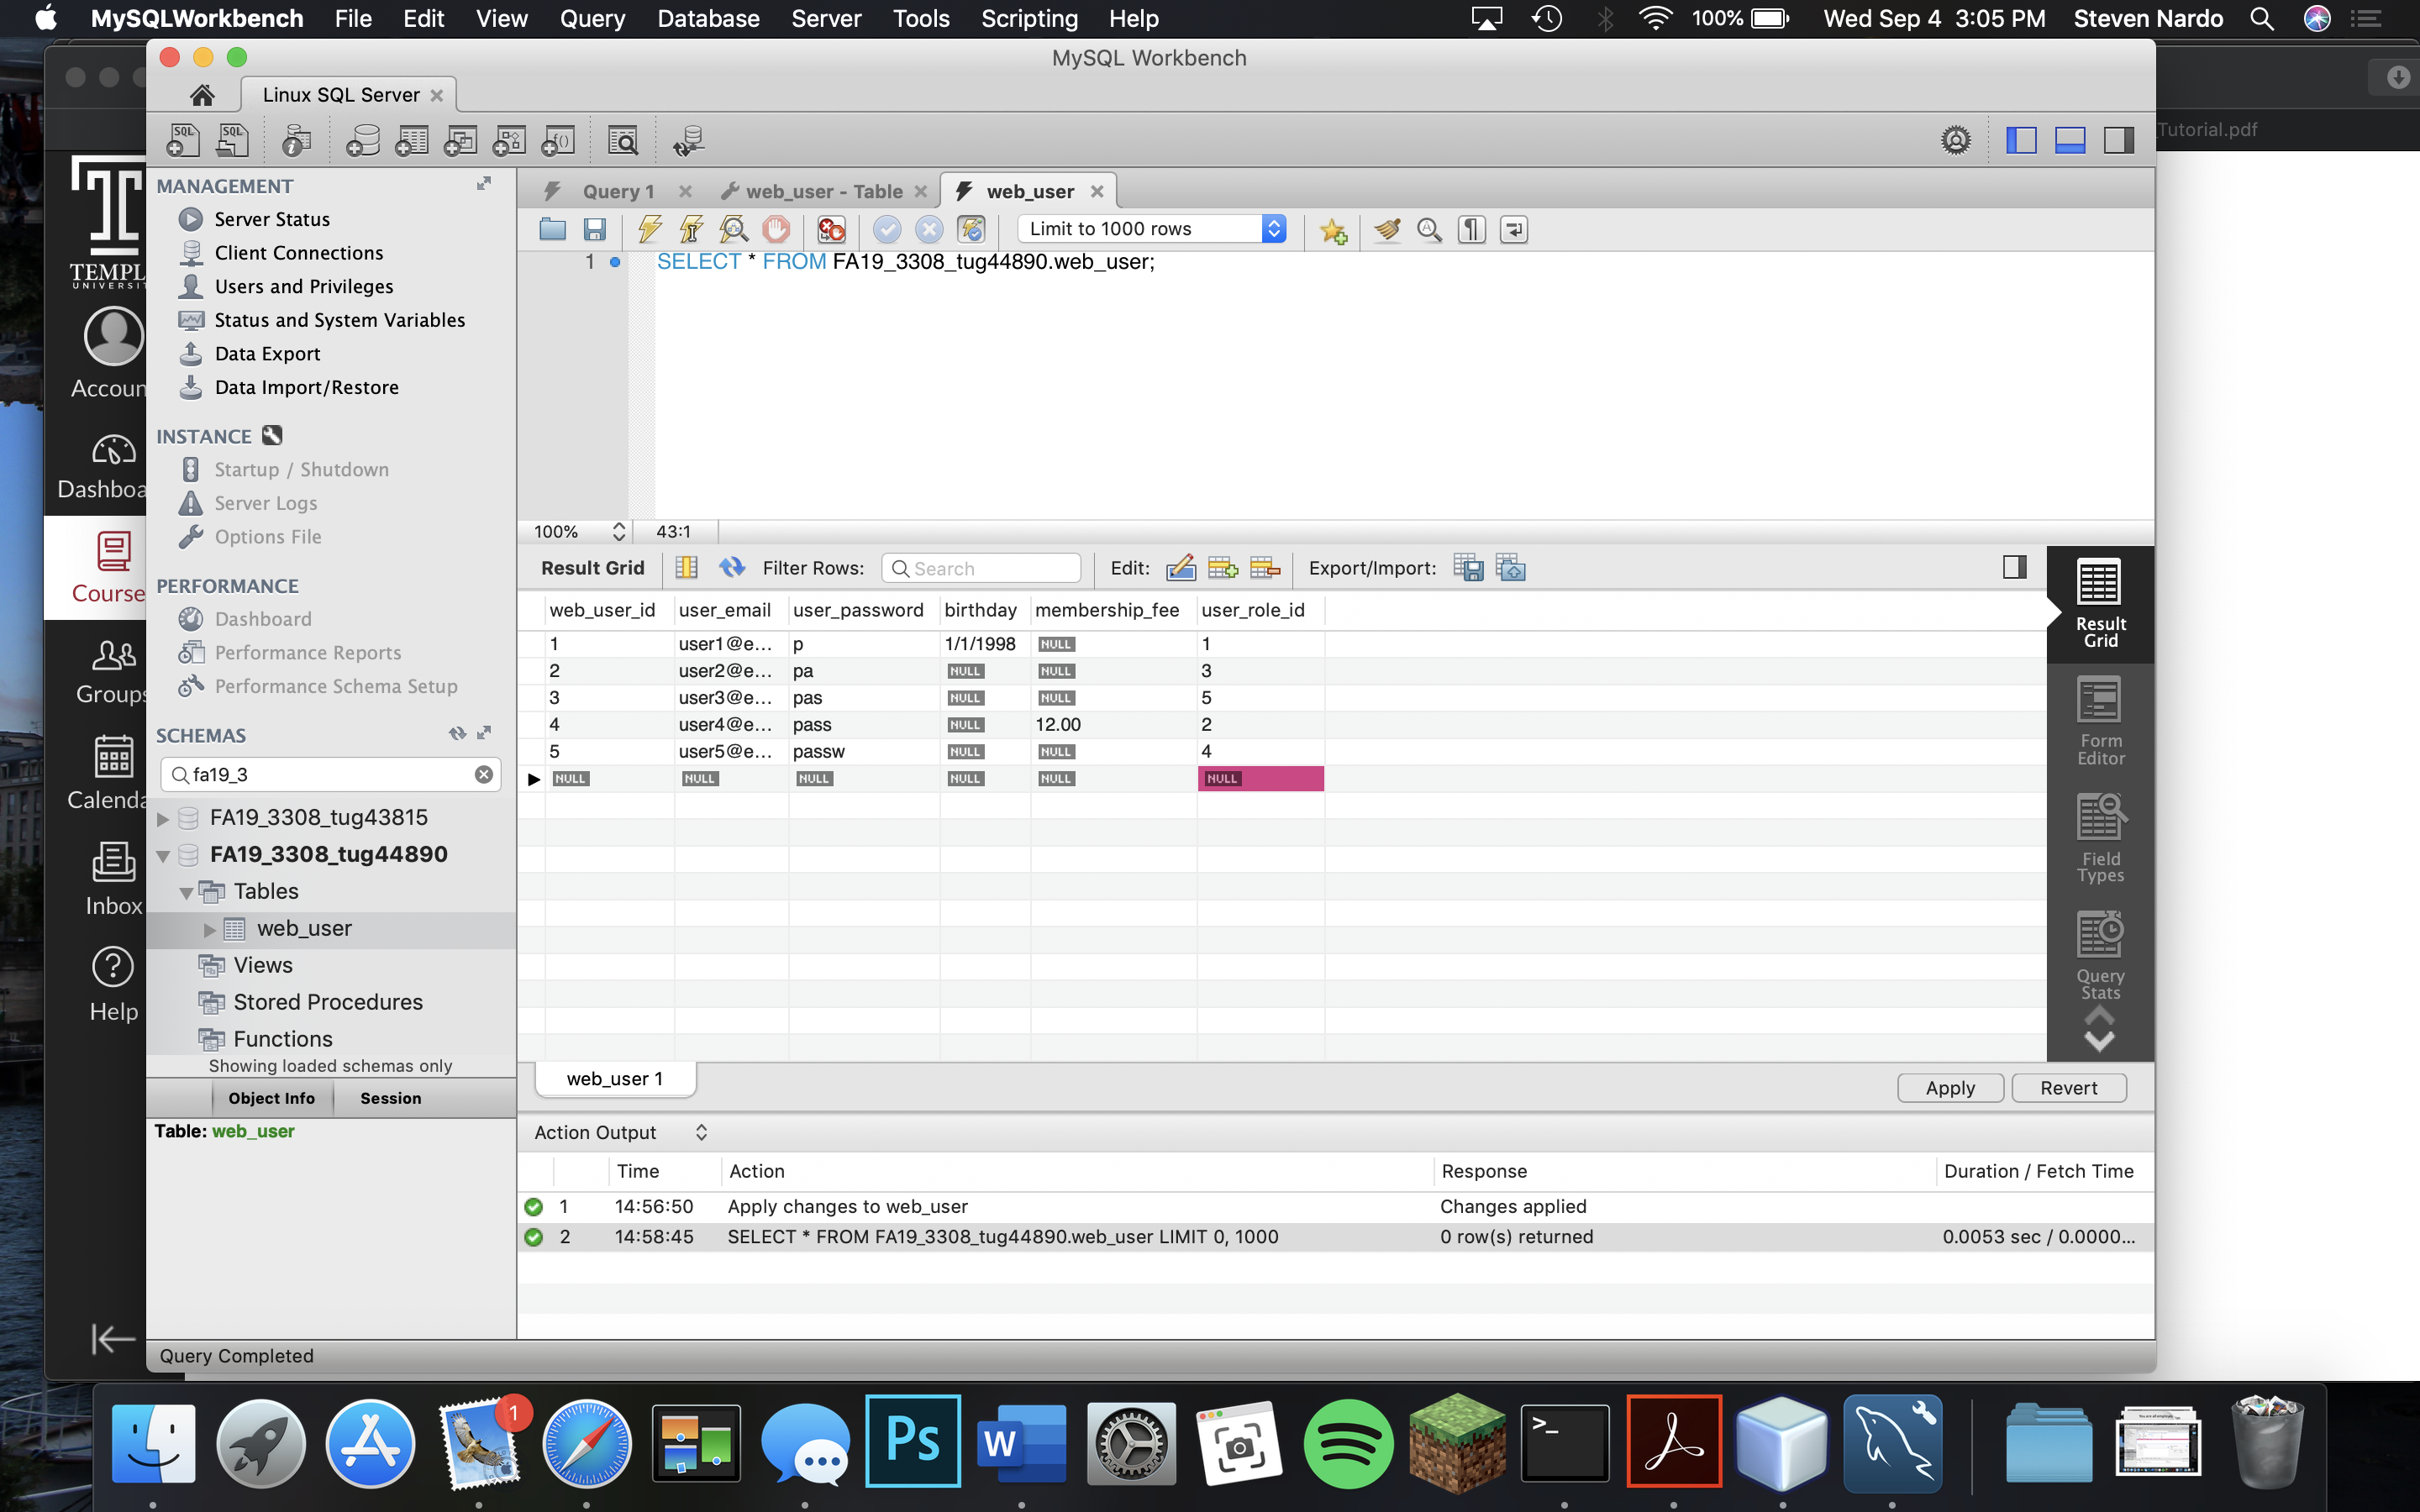 MySQLWorkbench File Edit View Query Database Server Tools Scripting Help 100% Wed Sep 4 3:05 PM Steven Nardo
MySQL Workbench
Linux SQL Server
Tutorial.pdf
MANAGEMENT
Server Status
Client Connections
Users and Privileges
Status and System Variables
Data Export
Data Import/Restore
INSTANCE
Startup / Shutdown
Server Logs
Options File
PERFORMANCE
Dashboard
Performance Reports
Performance Schema Setup
SCHEMAS
fa19_3
FA19_3308_tug43815
FA19_3308_tug44890
Tables
web_user
Views
Stored Procedures
Functions
Showing loaded schemas only
Object Info Session
Table: web_user
Query Completed
TEMPL
UNIVERSI
Accoun
Dashboa
Course
Groups
Calenda
Inbox
Help
Query 1 web_user - Table web_user
Limit to 1000 rows
1 SELECT * FROM FA19_3308_tug44890.web_user;
100% 43:1
Result Grid Filter Rows: Search Edit: Export/Import:
web_user_id user_email user_password birthday membership_fee user_role_id
1 user1@e... p 1/1/1998 NULL 1
2 user2@e... pa NULL NULL 3
3 user3@e... pas NULL NULL 5
4 user4@e... pass NULL 12.00 2
5 user5@e... passw NULL NULL 4
NULL NULL NULL NULL NULL NULL
Result
Grid
Form
Editor
Field
Types
Query
Stats
web_user 1
Apply Revert
Action Output
Time Action Response Duration / Fetch Time
1 14:56:50 Apply changes to web_user Changes applied
2 14:58:45 SELECT * FROM FA19_3308_tug44890.web_user LIMIT 0, 1000 0 row(s) returned 0.0053 sec / 0.0000...
1
Ps
W
>_